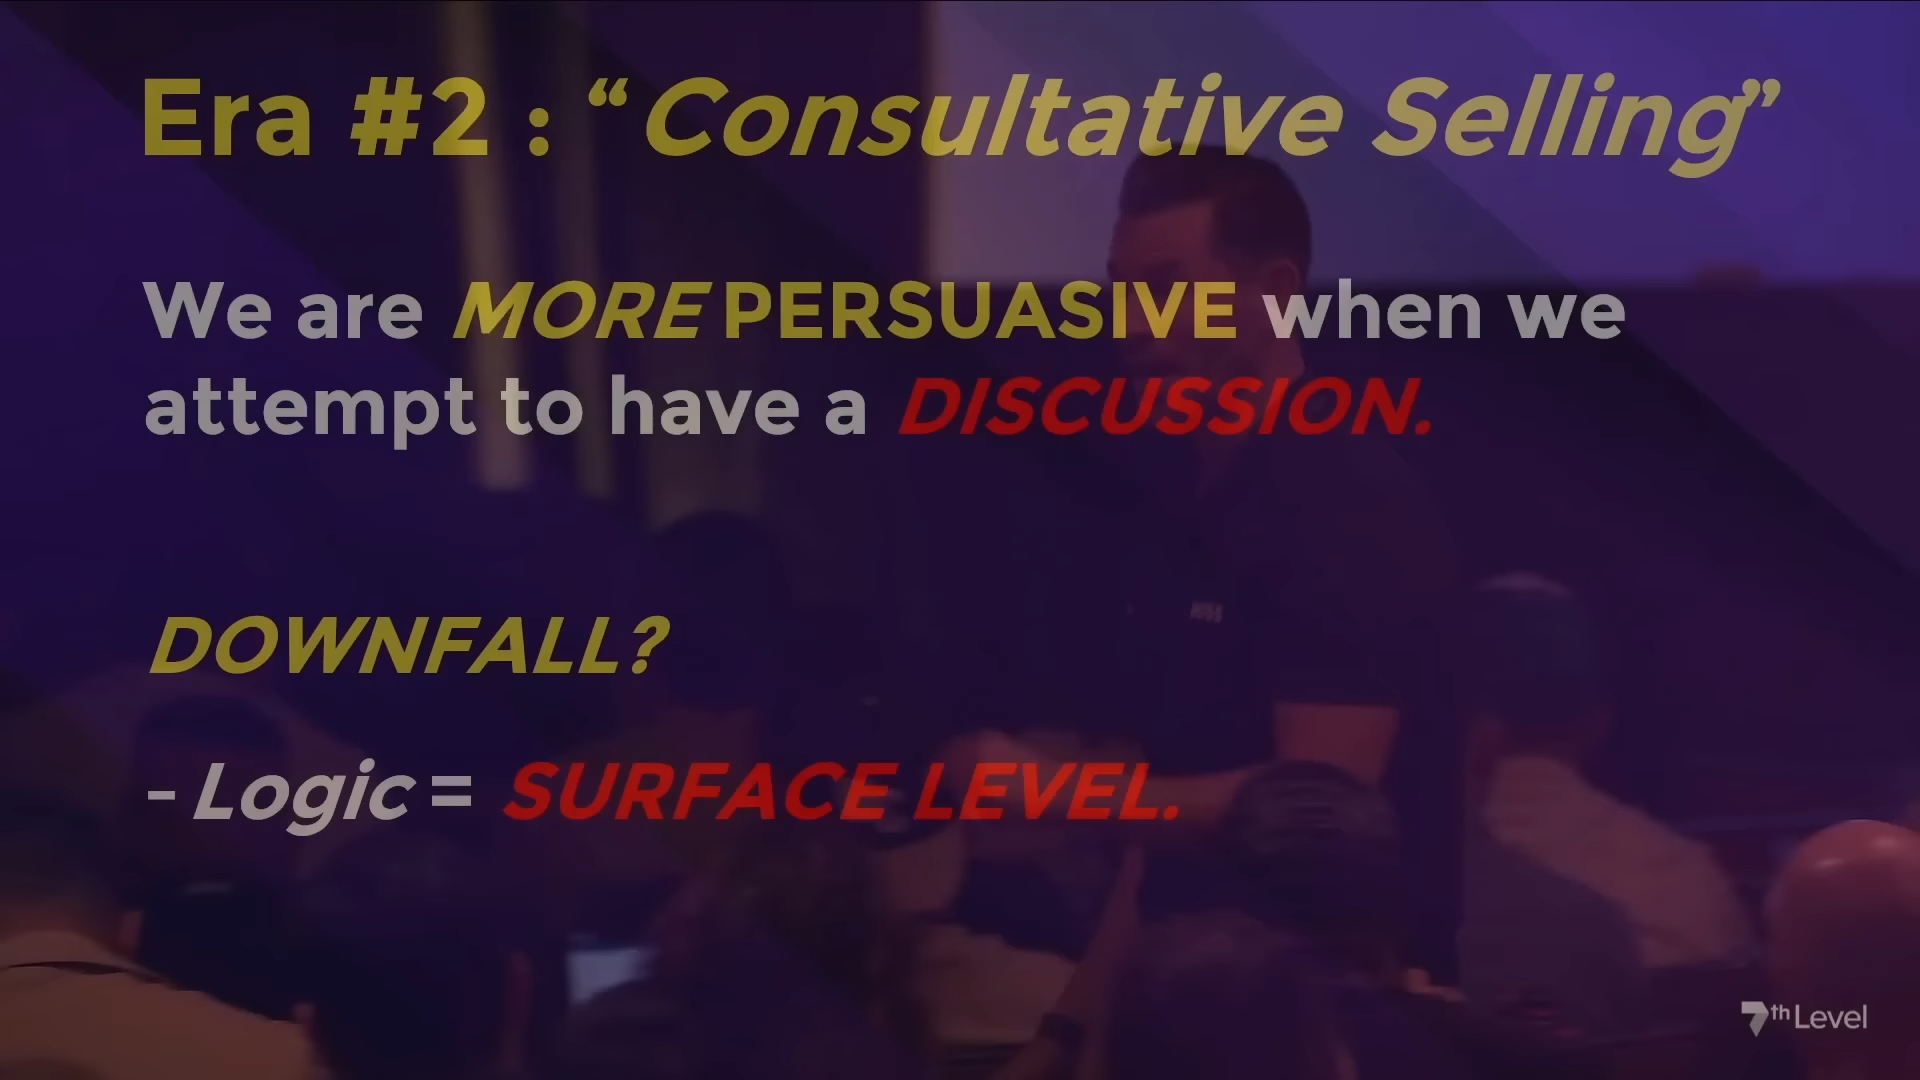 Era #2 : “Consultative Selling”
We are MORE PERSUASIVE when we
attempt to have a DISCUSSION.
DOWNFALL?
- Logic = SURFACE LEVEL.
7th Level